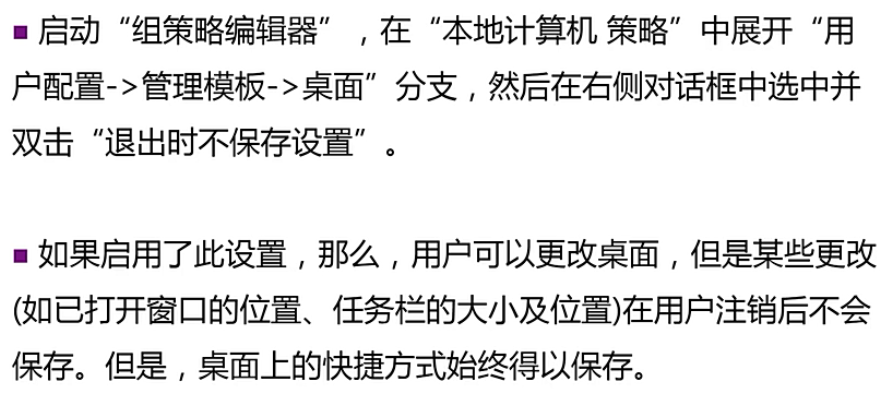 ■ 启动“组策略编辑器”,在“本地计算机 策略”中展开“用
户配置->管理模板->桌面”分支,然后在右侧对话框中选中并
双击“退出时不保存设置”。
■ 如果启用了此设置,那么,用户可以更改桌面,但是某些更改
(如已打开窗口的位置、任务栏的大小及位置)在用户注销后不会
保存。但是,桌面上的快捷方式始终得以保存。